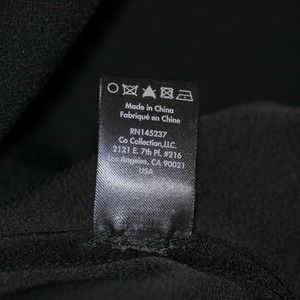 Made in China
Fabriqué en Chine
RN145237
Co Collection,LLC.
2121 E. 7th Pl. #216
Los Angeles, CA 90021
USA